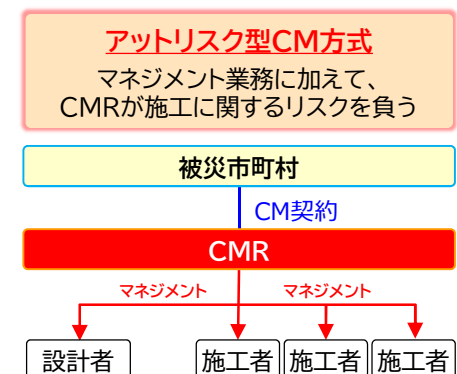 アットリスク型CM方式
マネジメント業務に加えて、
CMRが施工に関するリスクを負う
被災市町村
CM契約
CMR
マネジメント マネジメント
設計者 施工者 施工者 施工者